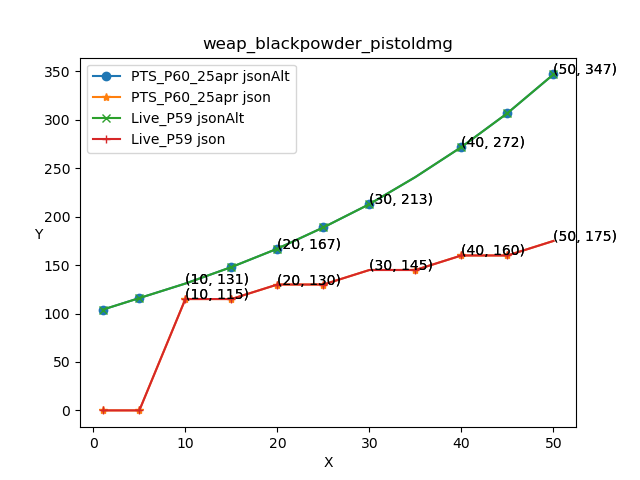 weap_blackpowder_pistoldmg
PTS_P60_25apr jsonAlt
PTS_P60_25apr json
Live_P59 jsonAlt
Live_P59 json
350
300
250
200
150
100
50
0
Y
(50, 347)
(40, 272)
(30, 213)
(20, 167)
(10, 131)
(10, 115)
(20, 130)
(30, 145)
(40, 160)
(50, 175)
0 10 20 30 40 50
X